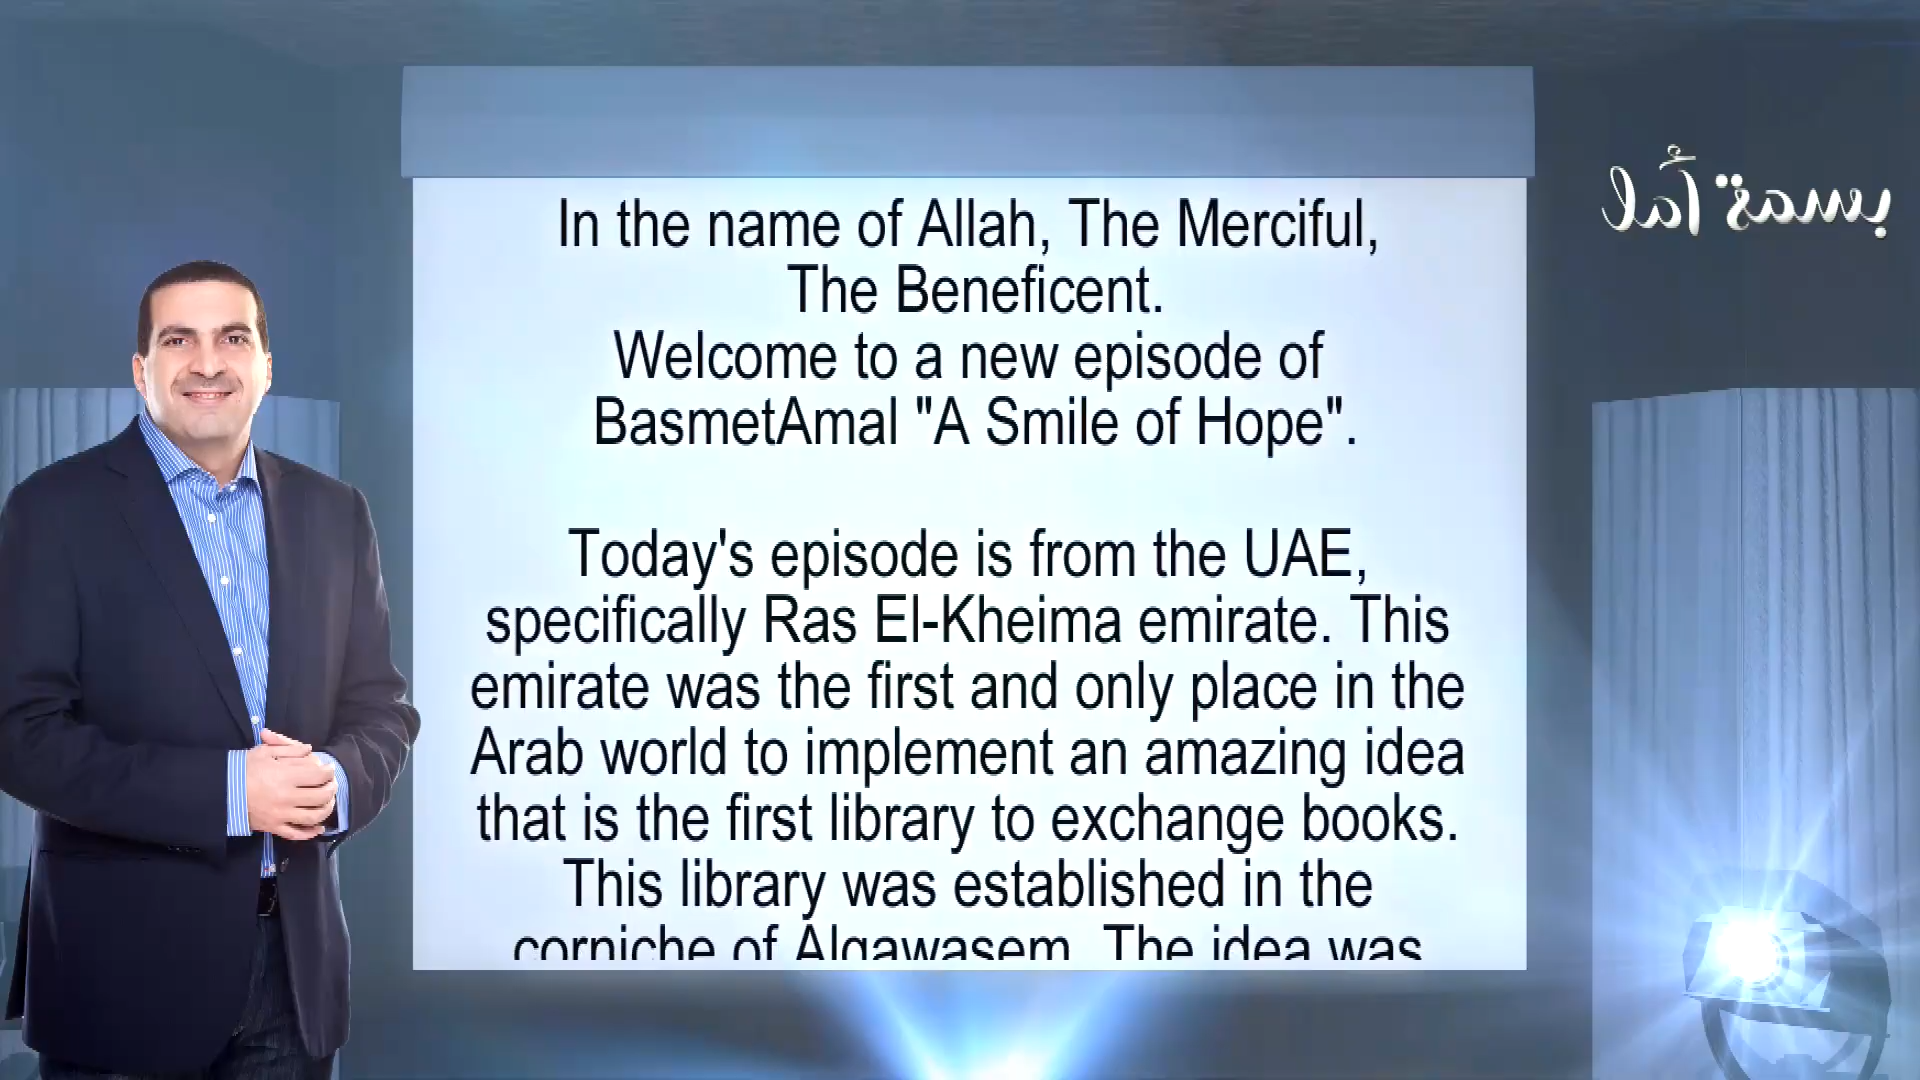 In the name of Allah, The Merciful,
The Beneficent.
Welcome to a new episode of
BasmetAmal "A Smile of Hope".
Today's episode is from the UAE,
specifically Ras El-Kheima emirate. This
emirate was the first and only place in the
Arab world to implement an amazing idea
that is the first library to exchange books.
This library was established in the
corniche of Alqawasem. The idea was
بسمة أمل